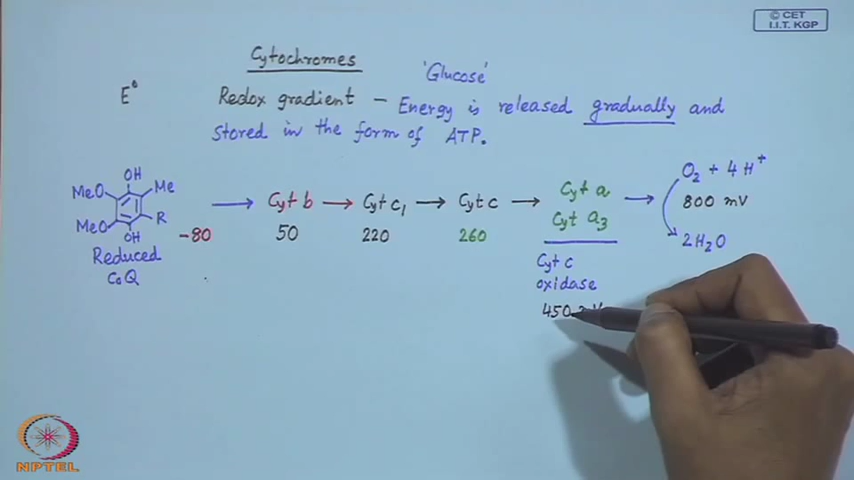 © CET
I.I.T. KGP
Cytochromes
'Glucose'
E°
Redox gradient – Energy is released gradually and
stored in the form of ATP.
OH
MeO
Me
MeO
R
OH
Reduced
CoQ
-80
Cyt b
50
Cyt c1
220
Cyt c
260
Cyt a
Cyt a3
Cyt c
oxidase
450
O2 + 4H+
800 mV
2H2O
NPTEL